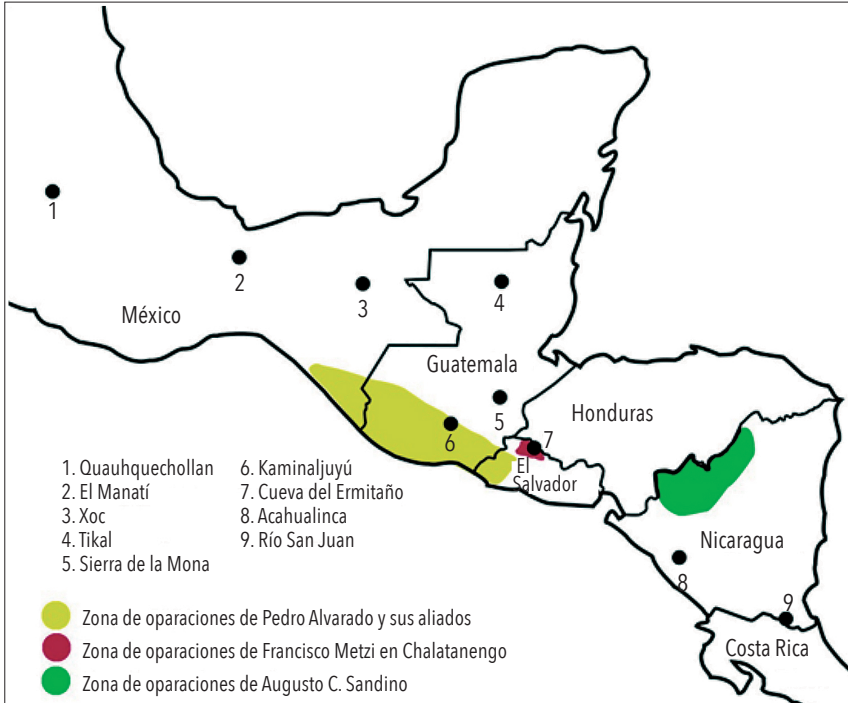 1
2
3
4
México
Guatemala
5
Honduras
6
7
El
Salvador
Nicaragua
8
9
Costa Rica
1. Quauhquechollan
2. El Manatí
3. Xoc
4. Tikal
5. Sierra de la Mona
6. Kaminaljuyú
7. Cueva del Ermitaño
8. Acahualinca
9. Río San Juan
Zona de oparaciones de Pedro Alvarado y sus aliados
Zona de operaciones de Francisco Metzi en Chalatanengo
Zona de operaciones de Augusto C. Sandino